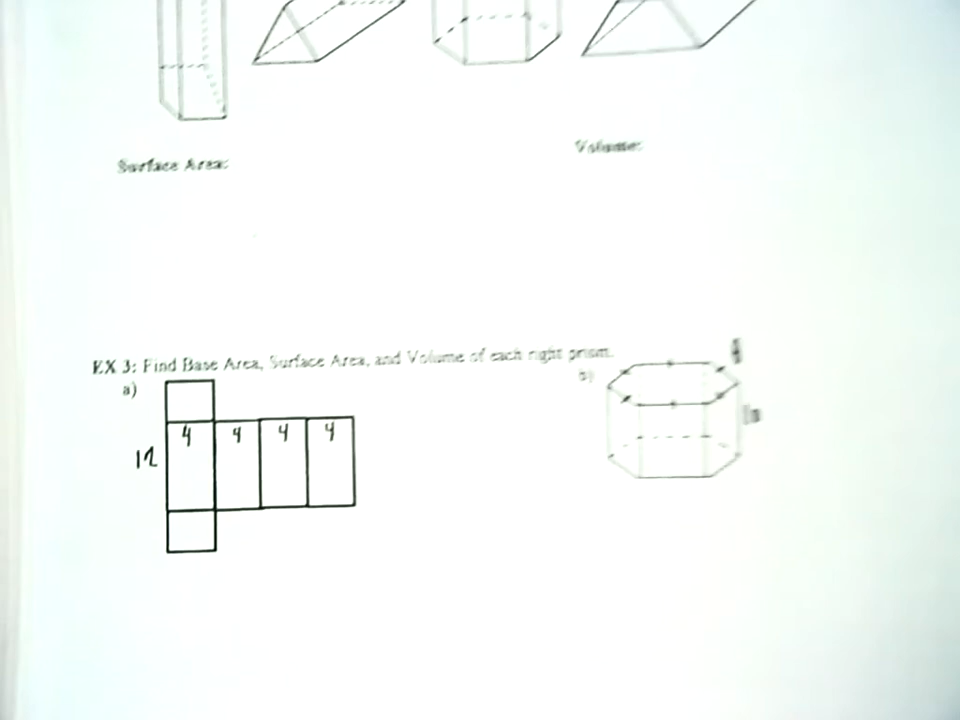 Surface Area:
Volume:
EX 3: Find Base Area, Surface Area, and Volume of each right prism.
a)
b)
4 4 4 4
12